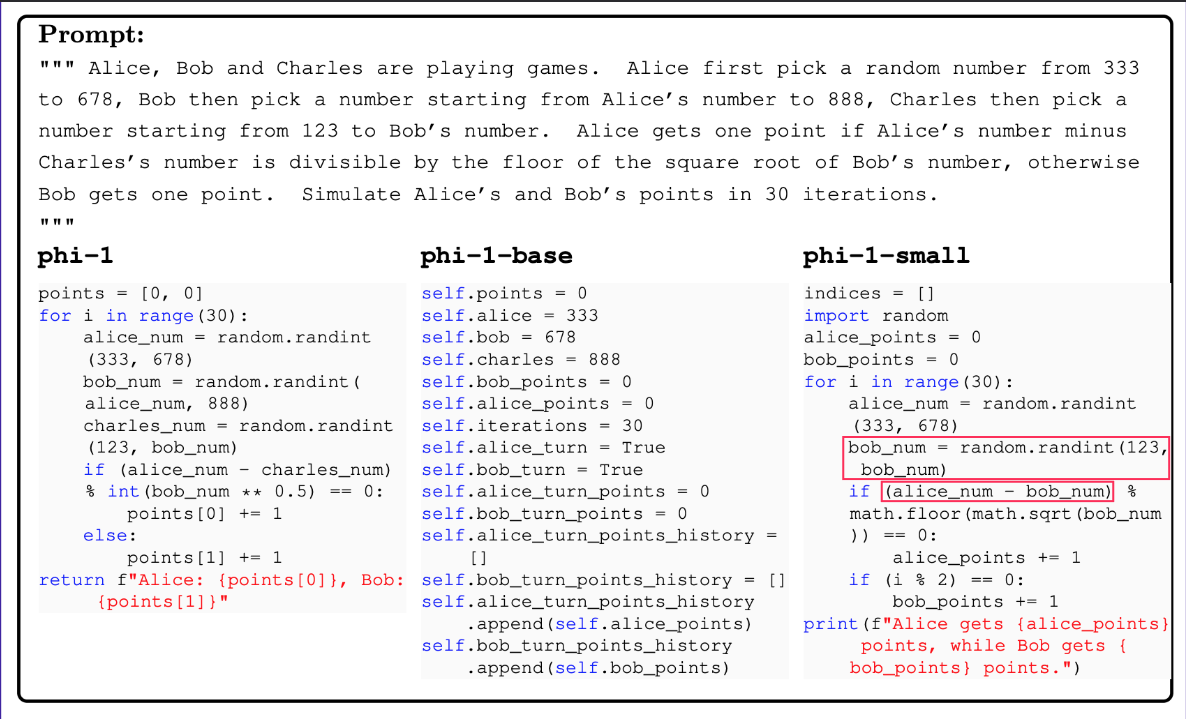 Prompt:
""" Alice, Bob and Charles are playing games.  Alice first pick a random number from 333
to 678, Bob then pick a number starting from Alice’s number to 888, Charles then pick a
number starting from 123 to Bob’s number.  Alice gets one point if Alice’s number minus
Charles’s number is divisible by the floor of the square root of Bob’s number, otherwise
Bob gets one point.  Simulate Alice’s and Bob’s points in 30 iterations.
"""
phi-1
points = [0, 0]
for i in range(30):
    alice_num = random.randint
    (333, 678)
    bob_num = random.randint(
    alice_num, 888)
    charles_num = random.randint
    (123, bob_num)
    if (alice_num - charles_num)
    % int(bob_num ** 0.5) == 0:
        points[0] += 1
    else:
        points[1] += 1
return f"Alice: {points[0]}, Bob:
     {points[1]}"
phi-1-base
self.points = 0
self.alice = 333
self.bob = 678
self.charles = 888
self.bob_points = 0
self.alice_points = 0
self.iterations = 30
self.alice_turn = True
self.bob_turn = True
self.alice_turn_points = 0
self.bob_turn_points = 0
self.alice_turn_points_history =
    []
self.bob_turn_points_history = []
self.alice_turn_points_history
    .append(self.alice_points)
self.bob_turn_points_history
    .append(self.bob_points)
phi-1-small
indices = []
import random
alice_points = 0
bob_points = 0
for i in range(30):
    alice_num = random.randint
    (333, 678)
    bob_num = random.randint(123,
     bob_num)
    if (alice_num - bob_num) %
    math.floor(math.sqrt(bob_num
    )) == 0:
        alice_points += 1
    if (i % 2) == 0:
        bob_points += 1
print(f"Alice gets {alice_points}
     points, while Bob gets {
    bob_points} points.")